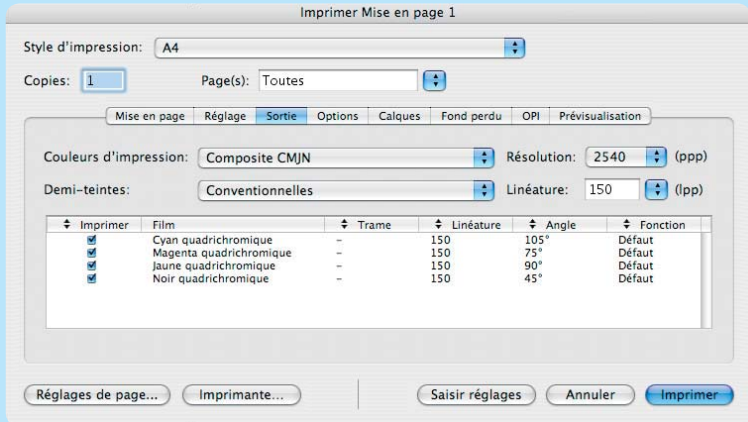 Imprimer Mise en page 1
Style d'impression: A4
Copies: 1 Page(s): Toutes
Mise en page Réglage Sortie Options Calques Fond perdu OPI Prévisualisation
Couleurs d'impression: Composite CMJN Résolution: 2540 (ppp)
Demi-teintes: Conventionnelles Linéature: 150 (lpp)
Imprimer Film Trame Linéature Angle Fonction
Cyan quadrichromique - 150 105° Défaut
Magenta quadrichromique - 150 75° Défaut
Jaune quadrichromique - 150 90° Défaut
Noir quadrichromique - 150 45° Défaut
Réglages de page... Imprimante... Saisir réglages Annuler Imprimer